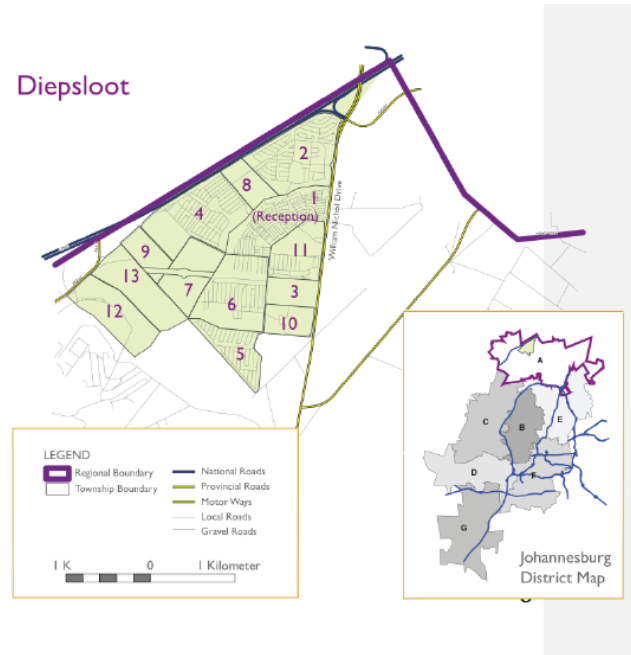 Diepsloot
2
8
1
4
(Reception)
William Nicholl Drive
9
11
13
7
3
6
12
10
5
LEGEND
Regional Boundary
Township Boundary
National Roads
Provincial Roads
Motor Ways
Local Roads
Gravel Roads
1 K 0 1 Kilometer
A
C
B
E
D
F
G
Johannesburg
District Map